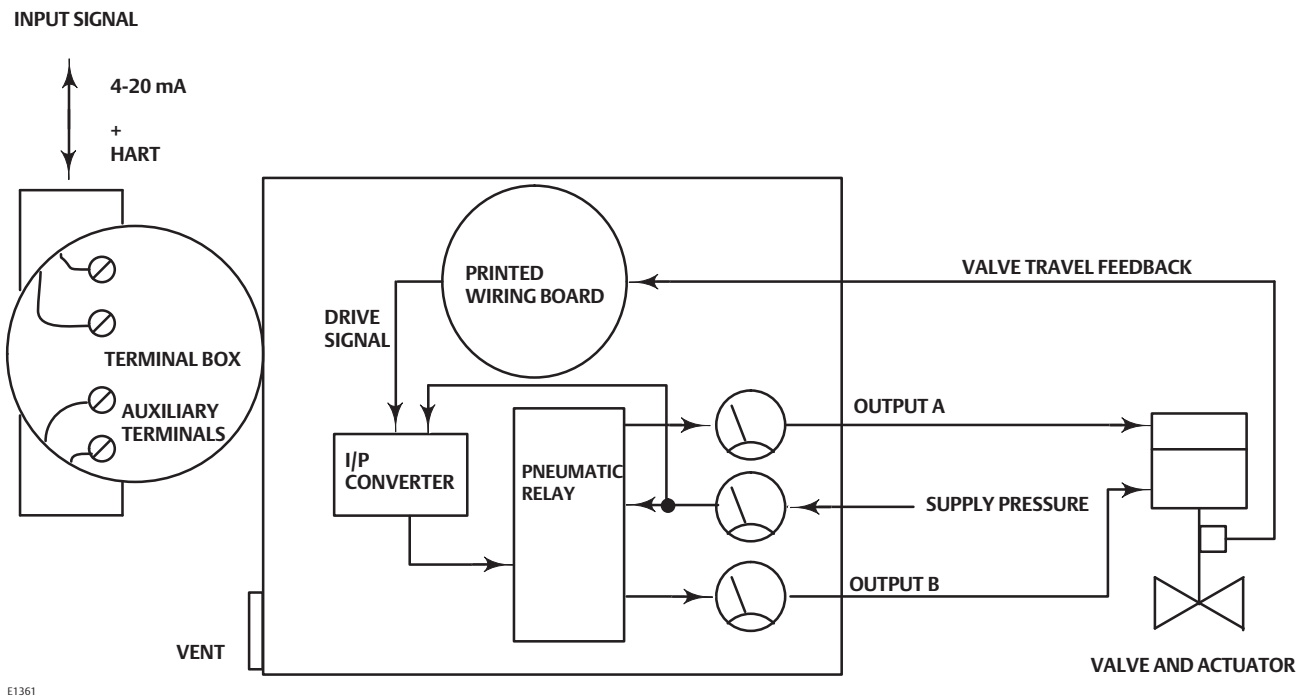 INPUT SIGNAL
4-20 mA
+
HART
TERMINAL BOX
AUXILIARY
TERMINALS
PRINTED
WIRING BOARD
DRIVE
SIGNAL
VALVE TRAVEL FEEDBACK
I/P
CONVERTER
PNEUMATIC
RELAY
OUTPUT A
SUPPLY PRESSURE
OUTPUT B
VENT
VALVE AND ACTUATOR
E1361